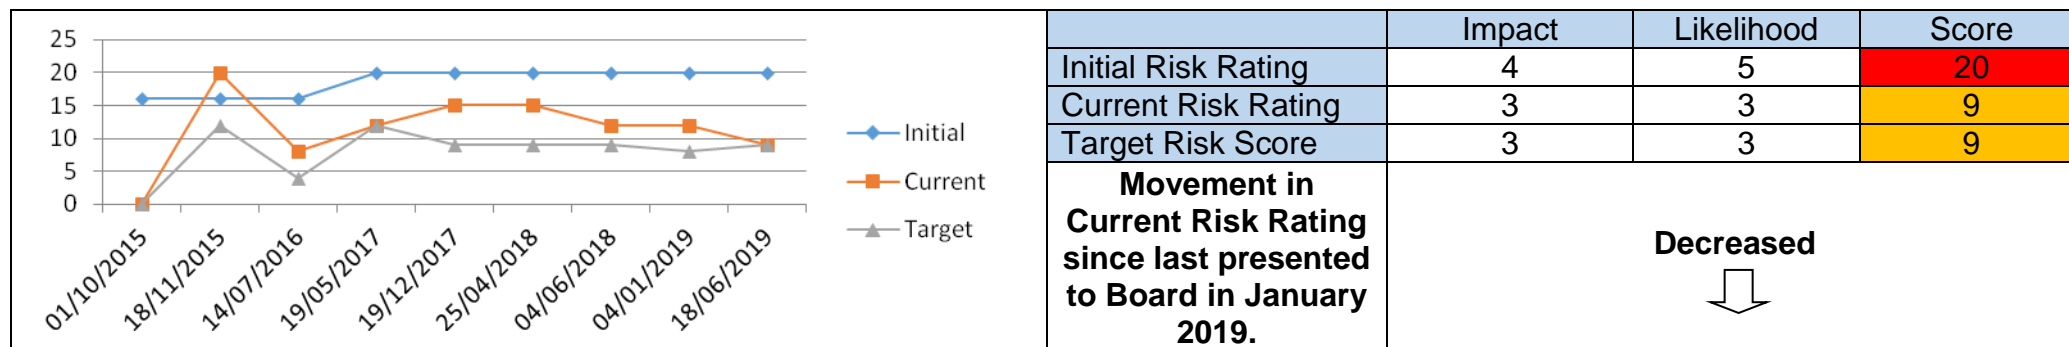 25
20
15
10
5
0
01/10/2015
18/11/2015
14/07/2016
19/05/2017
19/12/2017
25/04/2018
04/06/2018
04/01/2019
18/06/2019
Initial
Current
Target
Impact Likelihood Score
Initial Risk Rating 4 5 20
Current Risk Rating 3 3 9
Target Risk Score 3 3 9
Movement in
Current Risk Rating
since last presented
to Board in January
2019.
Decreased